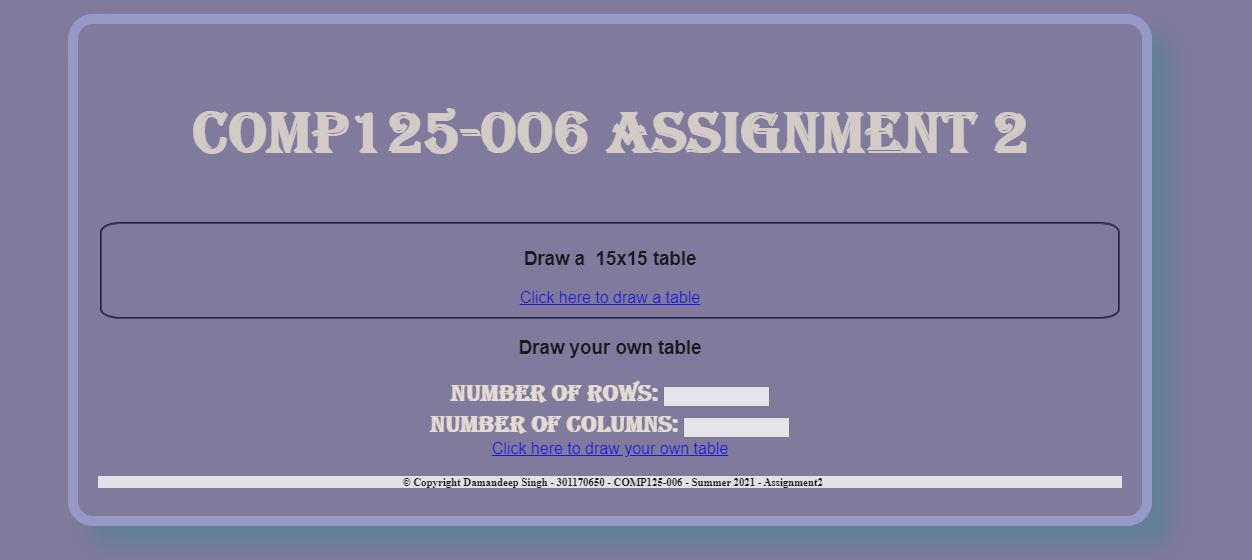 COMP125-006 ASSIGNMENT 2
Draw a  15x15 table
Click here to draw a table
Draw your own table
NUMBER OF ROWS:
NUMBER OF COLUMNS:
Click here to draw your own table
© Copyright Damandeep Singh - 301170650 - COMP125-006 - Summer 2021 - Assignment2